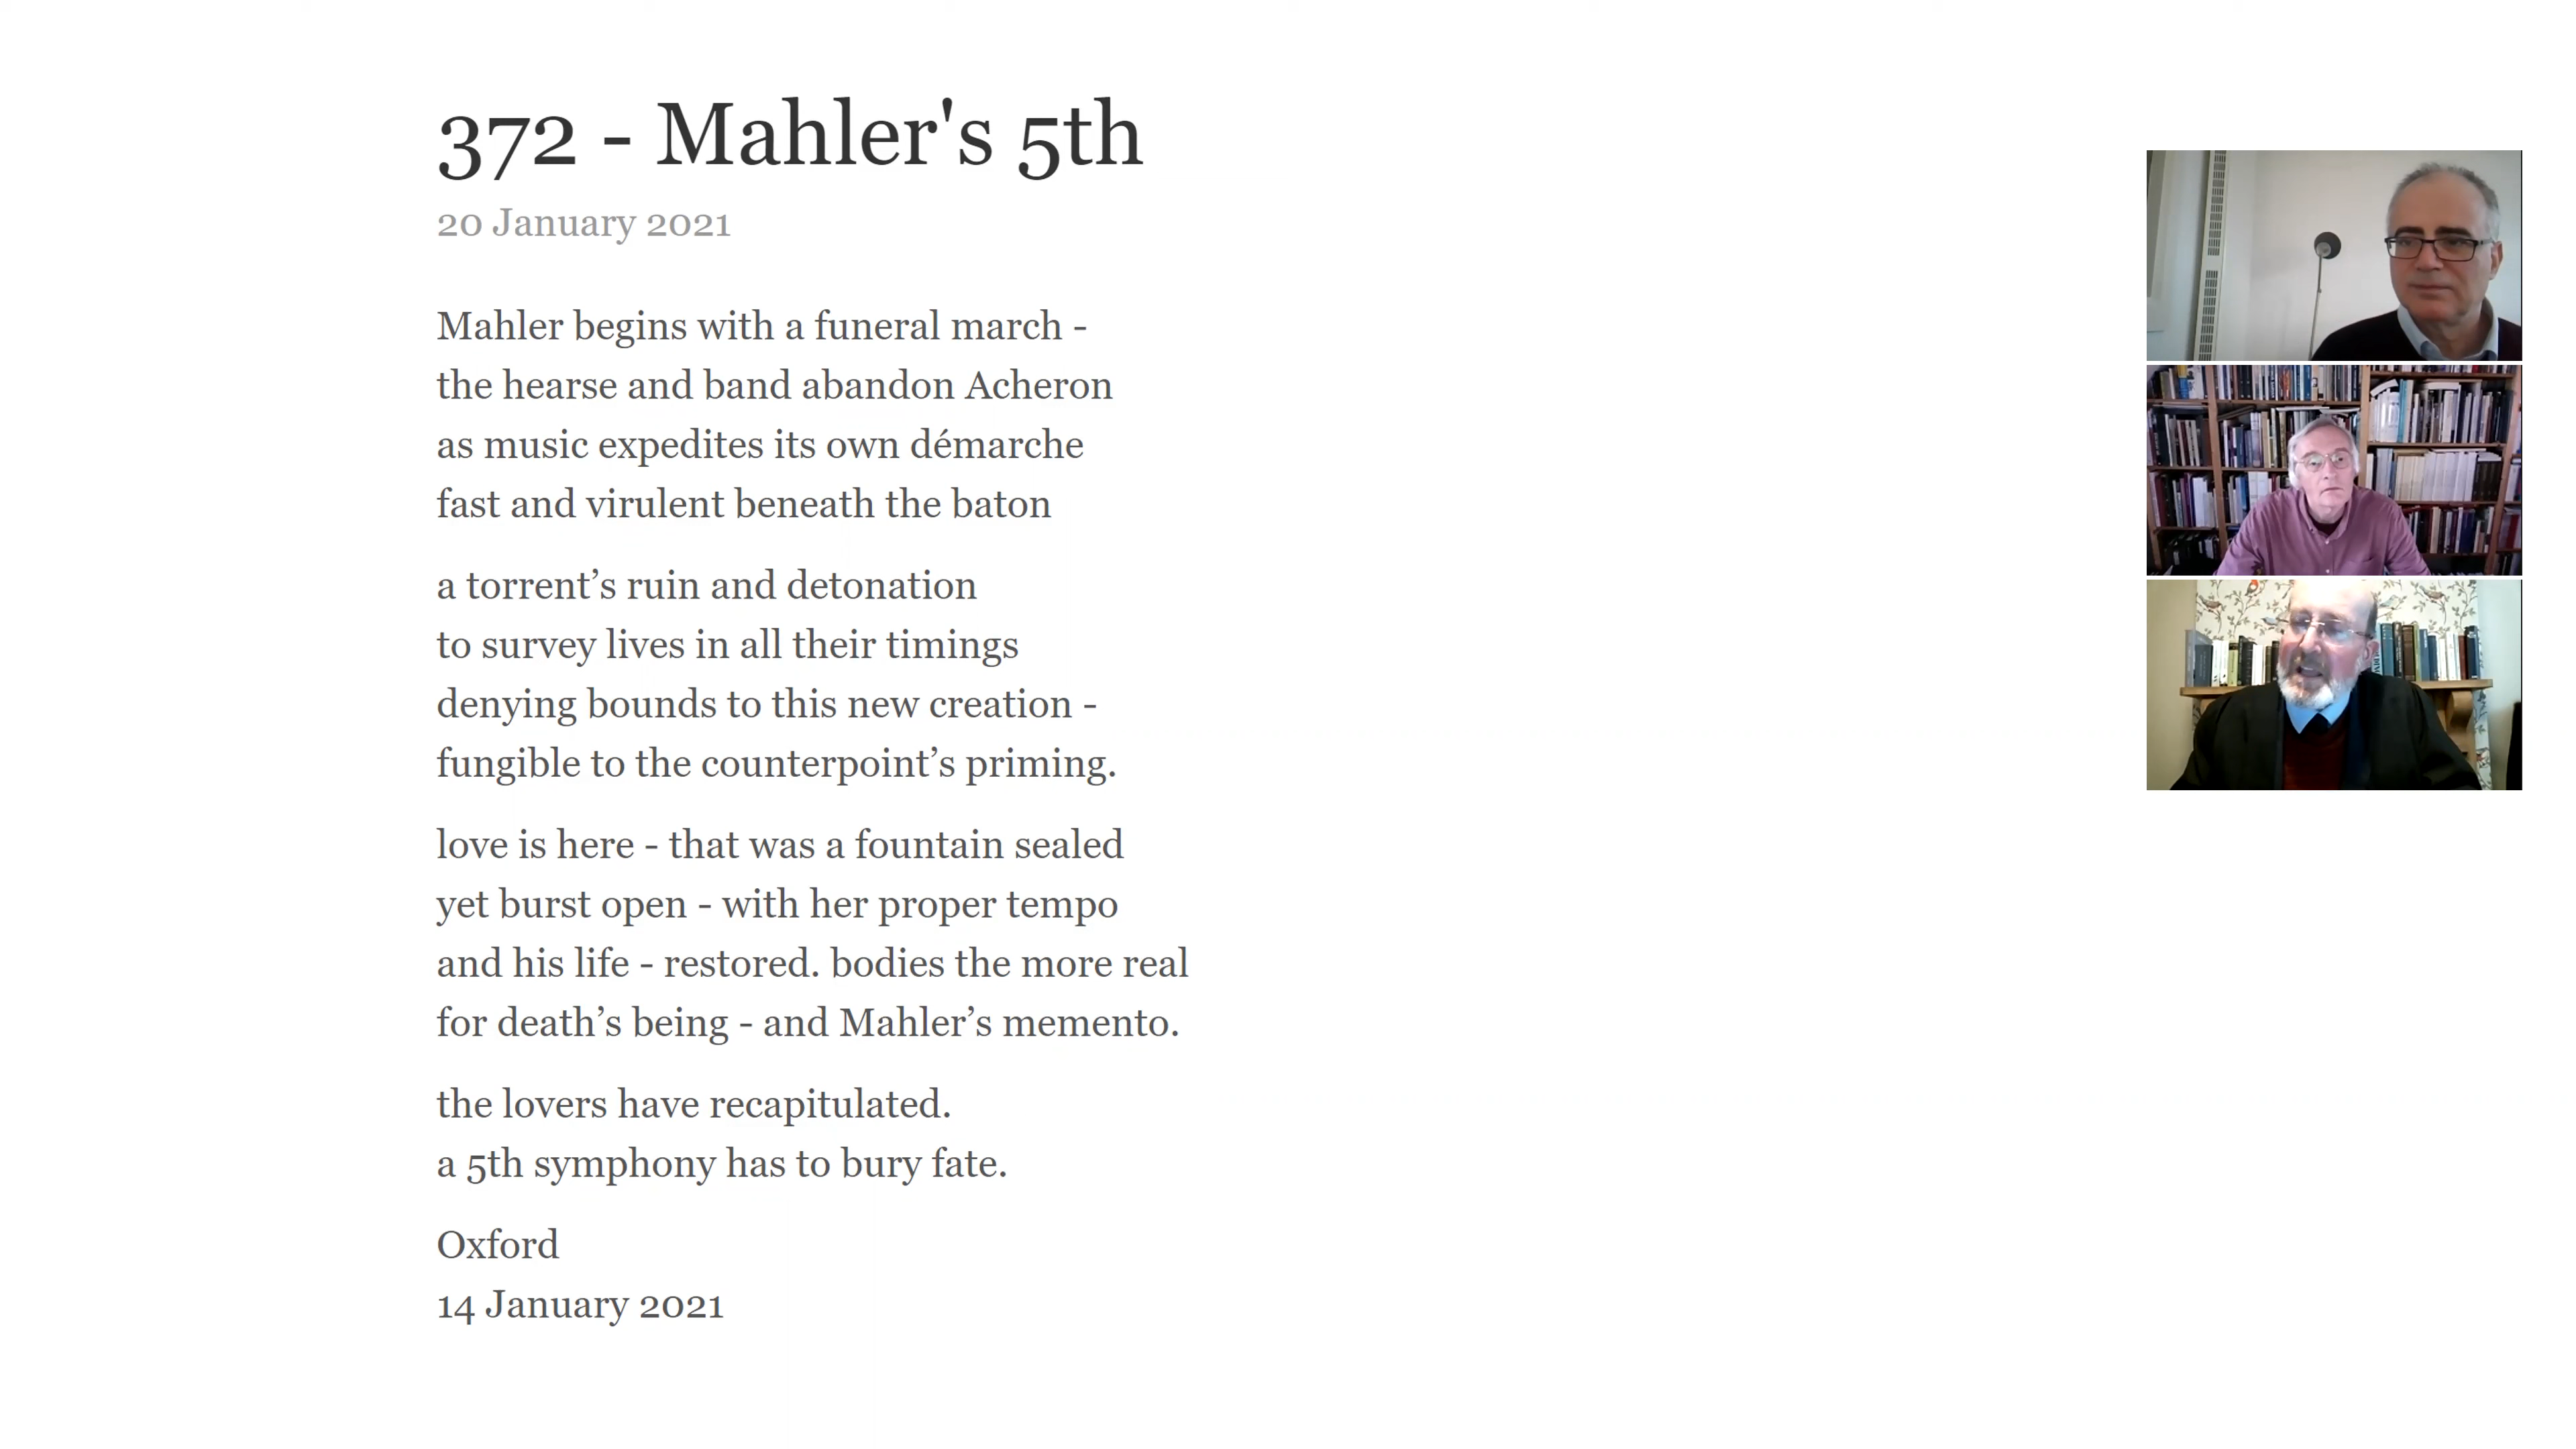 372 - Mahler's 5th
20 January 2021
Mahler begins with a funeral march -
the hearse and band abandon Acheron
as music expedites its own démarche
fast and virulent beneath the baton
a torrent’s ruin and detonation
to survey lives in all their timings
denying bounds to this new creation -
fungible to the counterpoint’s priming.
love is here - that was a fountain sealed
yet burst open - with her proper tempo
and his life - restored. bodies the more real
for death’s being - and Mahler’s memento.
the lovers have recapitulated.
a 5th symphony has to bury fate.
Oxford
14 January 2021